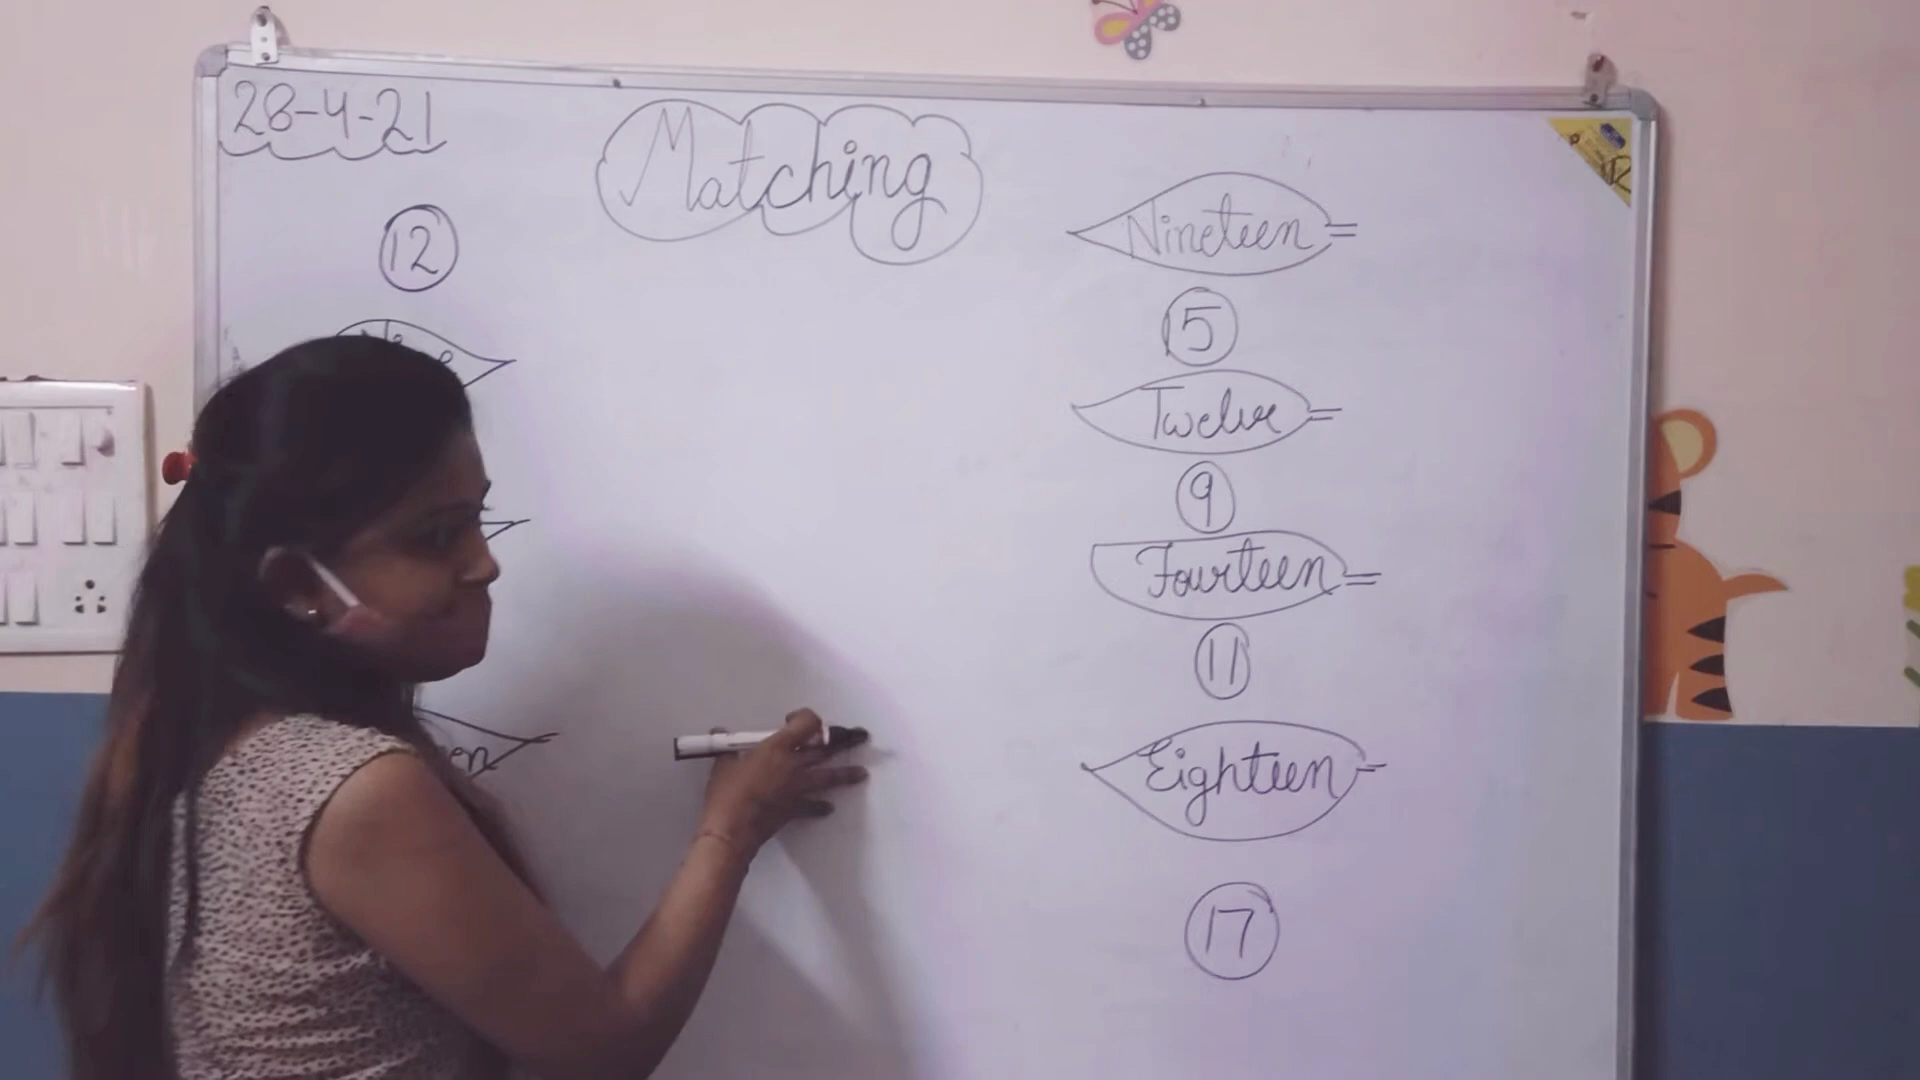 28-4-21
Matching
12
Nineteen
15
Twelve
9
Fourteen
11
Eighteen
17